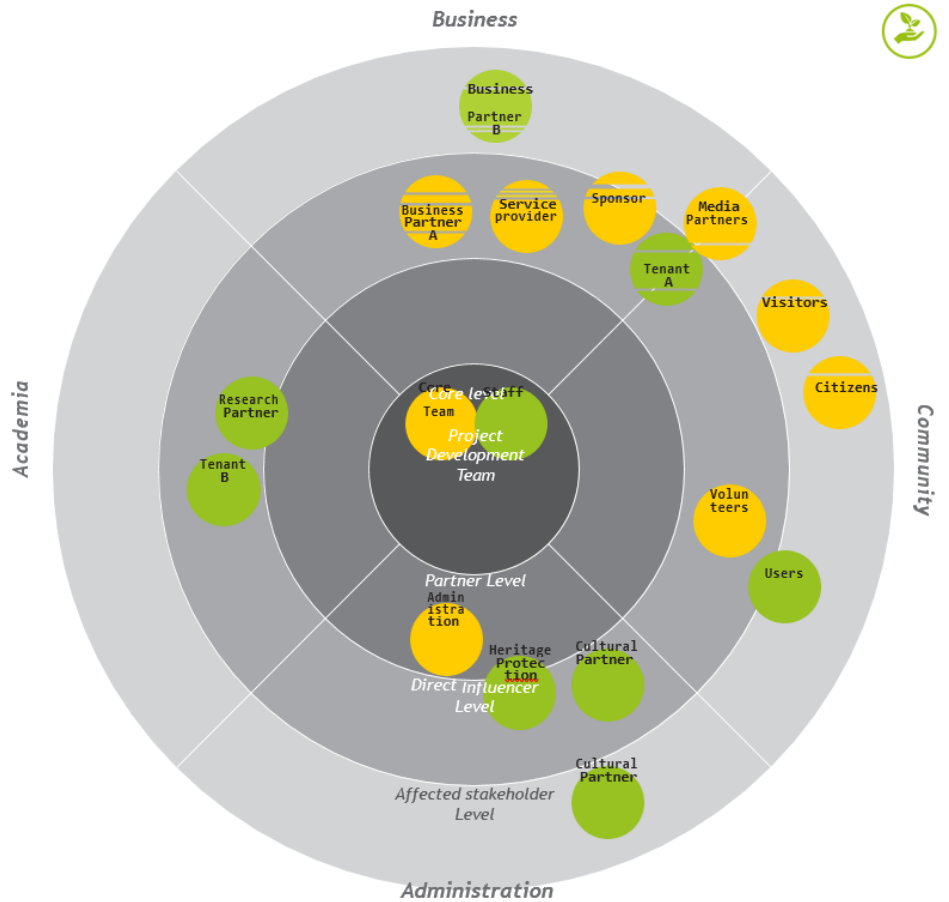 Business
Business
Partner
B
Business
Partner
A
Service
provider
Sponsor
Media
Partners
Tenant
A
Visitors
Citizens
Academia
Research
Partner
Tenant
B
Core level
Core
Team
Staff
Project
Development
Team
Community
Volun
teers
Users
Partner Level
Admin
istra
tion
Heritage
Protec
tion
Cultural
Partner
Direct Influencer
Level
Cultural
Partner
Affected stakeholder
Level
Administration